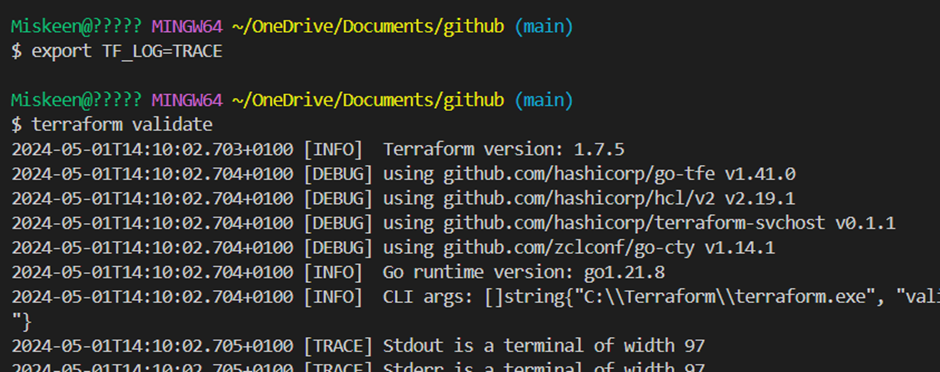 Miskeen@????? MINGW64 ~/OneDrive/Documents/github (main)
$ export TF_LOG=TRACE
Miskeen@????? MINGW64 ~/OneDrive/Documents/github (main)
$ terraform validate
2024-05-01T14:10:02.703+0100 [INFO]  Terraform version: 1.7.5
2024-05-01T14:10:02.704+0100 [DEBUG] using github.com/hashicorp/go-tfe v1.41.0
2024-05-01T14:10:02.704+0100 [DEBUG] using github.com/hashicorp/hcl/v2 v2.19.1
2024-05-01T14:10:02.704+0100 [DEBUG] using github.com/hashicorp/terraform-svchost v0.1.1
2024-05-01T14:10:02.704+0100 [DEBUG] using github.com/zclconf/go-cty v1.14.1
2024-05-01T14:10:02.704+0100 [INFO]  Go runtime version: go1.21.8
2024-05-01T14:10:02.704+0100 [INFO]  CLI args: []string{"C:\\Terraform\\terraform.exe", "vali
"}
2024-05-01T14:10:02.705+0100 [TRACE] Stdout is a terminal of width 97
2024-05-01T14:10:02.705+0100 [TRACE] Stderr is a terminal of width 97